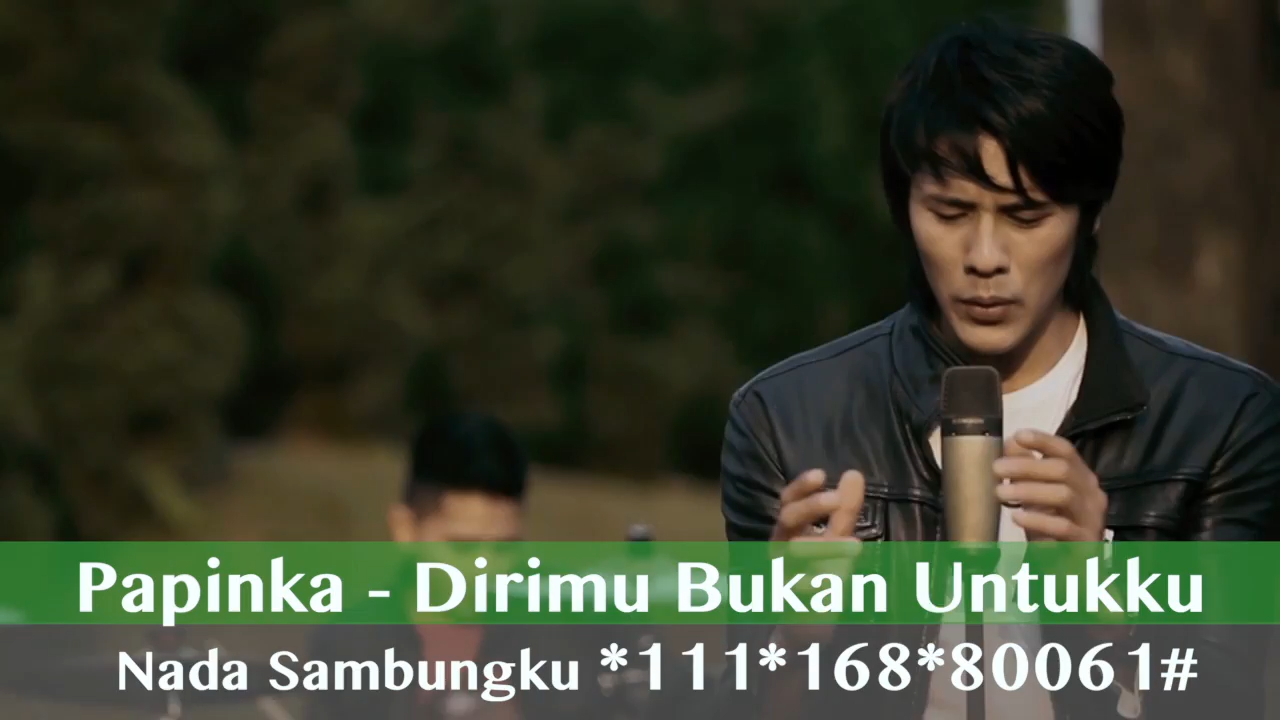 Papinka - Dirimu Bukan Untukku
Nada Sambungku *111*168*80061#